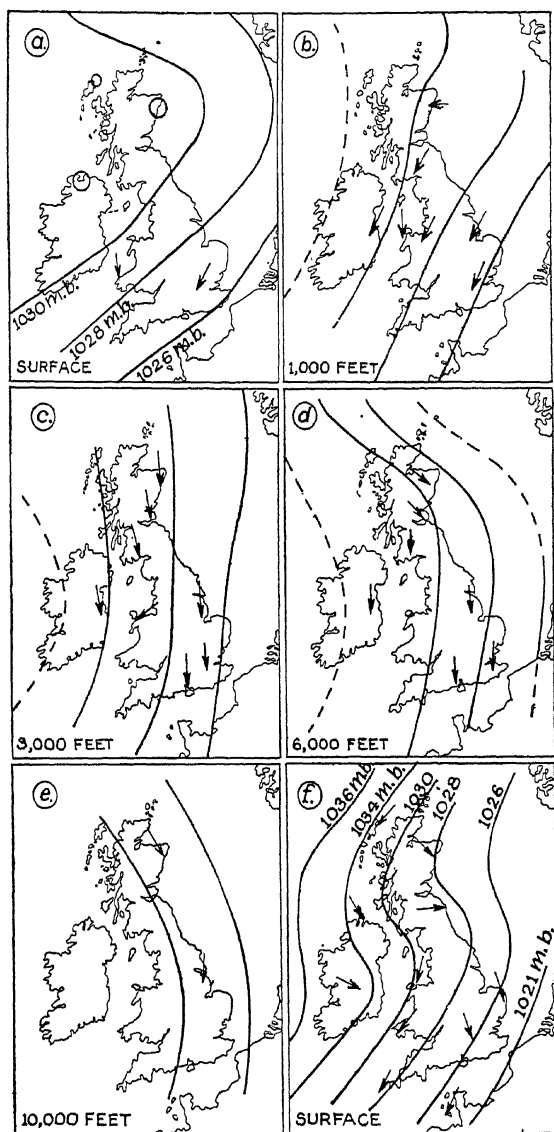 a.
1030 m.b.
1028 m.b.
1026 m.b.
SURFACE
b.
1,000 FEET
c.
3,000 FEET
d
6,000 FEET
e
10,000 FEET
f.
1036 m.b.
1034 m.b.
1030
1028
1026
1021 m.b.
SURFACE